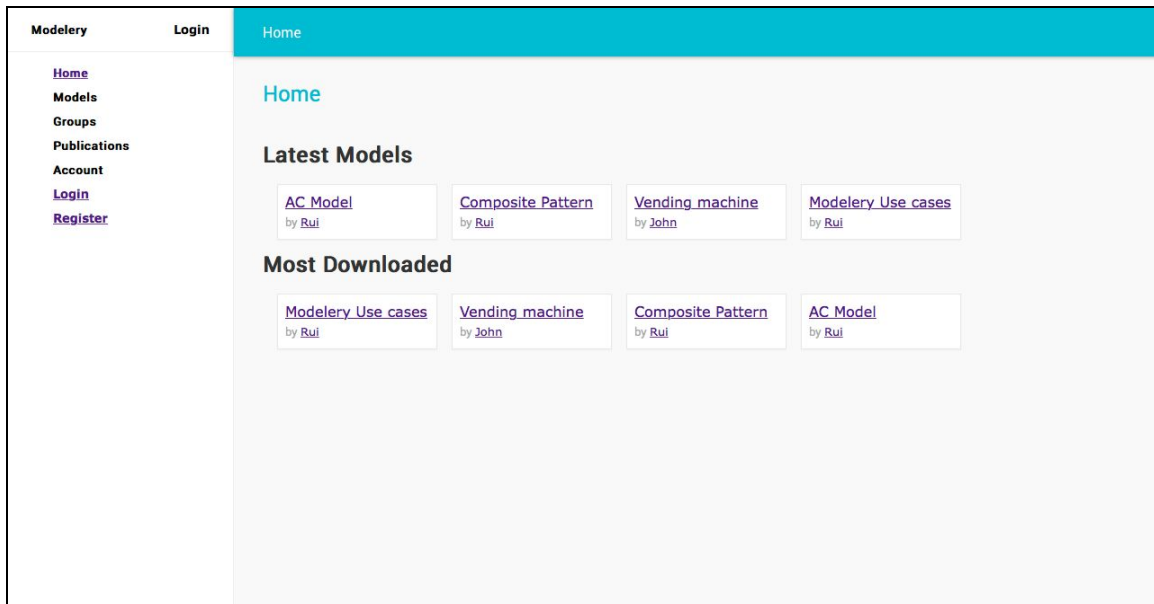 Modelery Login
Home
Home
Models
Groups
Publications
Account
Login
Register
Home
Latest Models
AC Model
by Rui
Composite Pattern
by Rui
Vending machine
by John
Modelery Use cases
by Rui
Most Downloaded
Modelery Use cases
by Rui
Vending machine
by John
Composite Pattern
by Rui
AC Model
by Rui